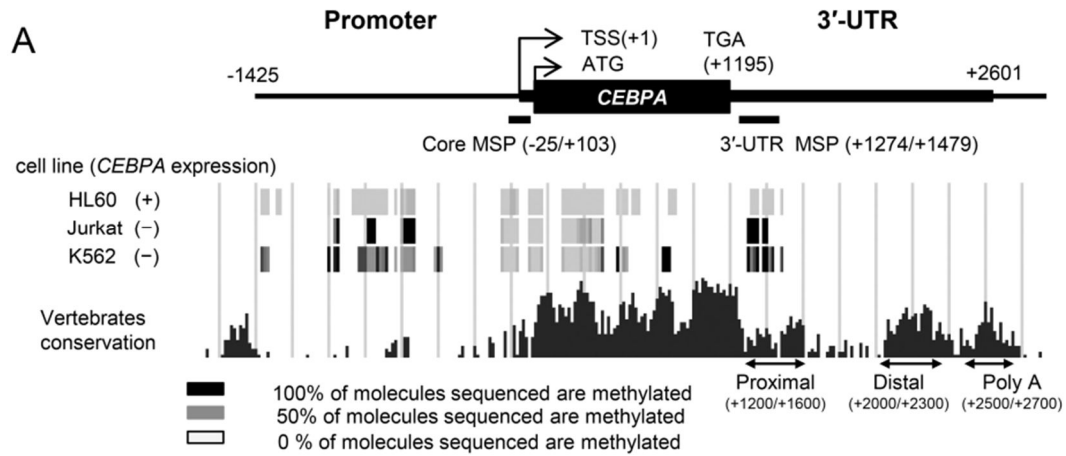 A
Promoter
3′-UTR
TSS(+1)
ATG
TGA
(+1195)
-1425
+2601
CEBPA
Core MSP (-25/+103)
3′-UTR MSP (+1274/+1479)
cell line (CEBPA expression)
HL60 (+)
Jurkat (−)
K562 (−)
Vertebrates
conservation
Proximal
(+1200/+1600)
Distal
(+2000/+2300)
Poly A
(+2500/+2700)
100% of molecules sequenced are methylated
50% of molecules sequenced are methylated
0 % of molecules sequenced are methylated